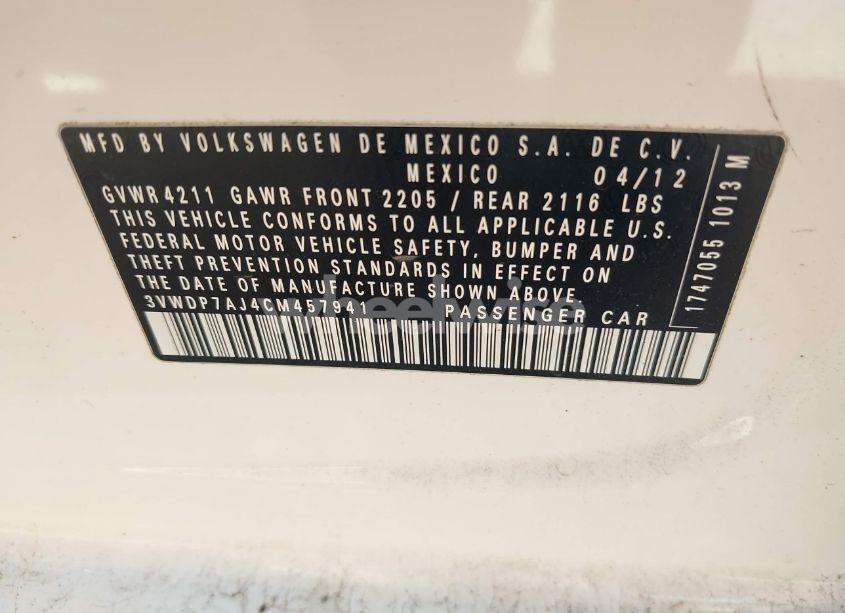 MFD BY VOLKSWAGEN DE MEXICO S.A. DE C.V.
MEXICO 04/12
GVWR 4211 GAWR FRONT 2205 / REAR 2116 LBS
THIS VEHICLE CONFORMS TO ALL APPLICABLE U.S.
FEDERAL MOTOR VEHICLE SAFETY, BUMPER AND
THEFT PREVENTION STANDARDS IN EFFECT ON
THE DATE OF MANUFACTURE SHOWN ABOVE.
3VWDP7AJ4CM457941 PASSENGER CAR
1747055 1013 M
wheelwise